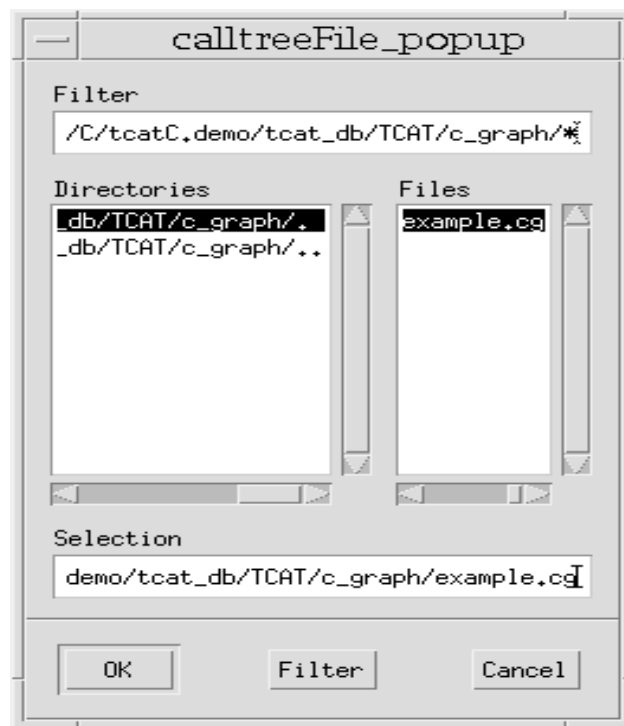 calltreeFile_popup
Filter
/C/tcatC.demo/tcat_db/TCAT/c_graph/*
Directories
Files
_db/TCAT/c_graph/.
example.cg
_db/TCAT/c_graph/..
Selection
demo/tcat_db/TCAT/c_graph/example.cg
OK
Filter
Cancel